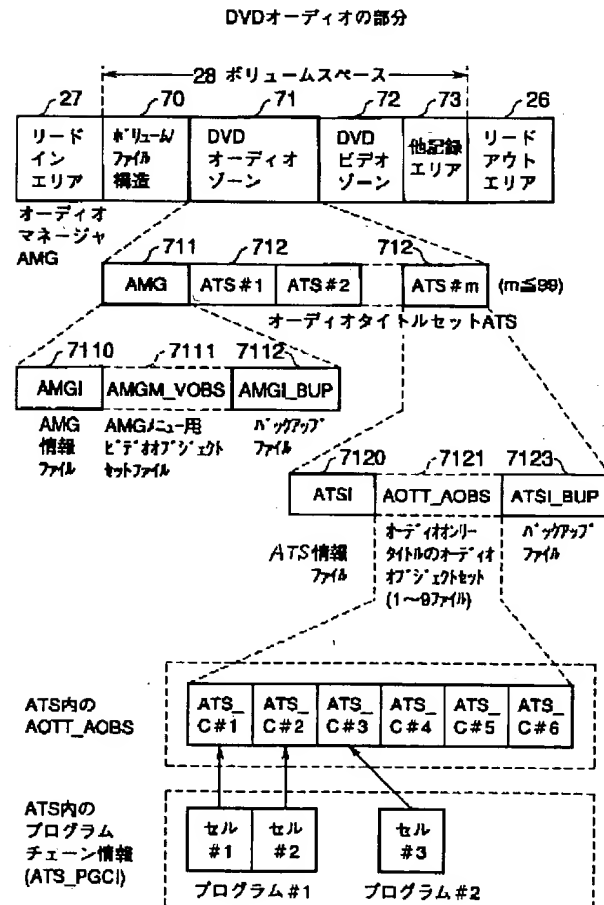 DVDオーディオの部分
28 ボリュームスペース
27 70 71 72 73 26
リード
イン
エリア
ボリューム/
ファイル
構造
DVD
オーディオ
ゾーン
DVD
ビデオ
ゾーン
他記録
エリア
リード
アウト
エリア
オーディオ
マネージャ
AMG
711 712 712
AMG ATS#1 ATS#2 ATS#m (m≦99)
オーディオタイトルセットATS
7110 7111 7112
AMGI AMGM_VOBS AMGI_BUP
AMG
情報
ファイル
AMGメニュー用
ビデオオブジェクト
セットファイル
バックアップ
ファイル
7120 7121 7123
ATSI AOTT_AOBS ATSI_BUP
ATS情報
ファイル
オーディオオンリー
タイトルのオーディオ
オブジェクトセット
(1〜9ファイル)
バックアップ
ファイル
ATS内の
AOTT_AOBS
ATS_
C#1
ATS_
C#2
ATS_
C#3
ATS_
C#4
ATS_
C#5
ATS_
C#6
ATS内の
プログラム
チェーン情報
(ATS_PGCI)
セル
#1
セル
#2
セル
#3
プログラム#1 プログラム#2